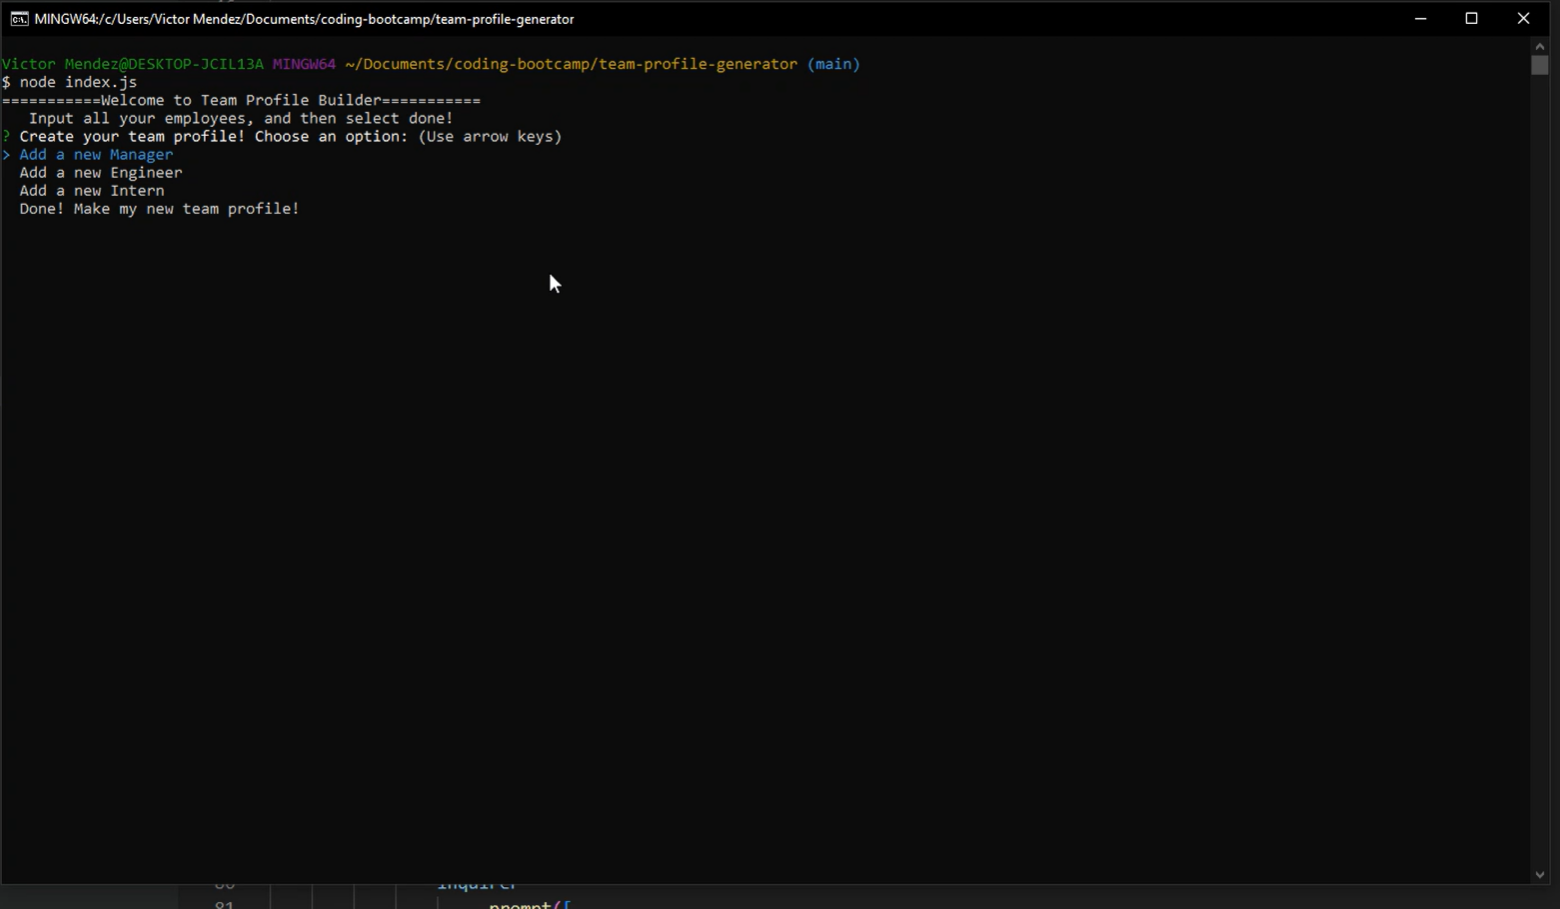 MINGW64:/c/Users/Victor Mendez/Documents/coding-bootcamp/team-profile-generator
Victor Mendez@DESKTOP-JCIL13A MINGW64 ~/Documents/coding-bootcamp/team-profile-generator (main)
$ node index.js
===========Welcome to Team Profile Builder===========
Input all your employees, and then select done!
? Create your team profile! Choose an option: (Use arrow keys)
> Add a new Manager
Add a new Engineer
Add a new Intern
Done! Make my new team profile!
81 prompt([